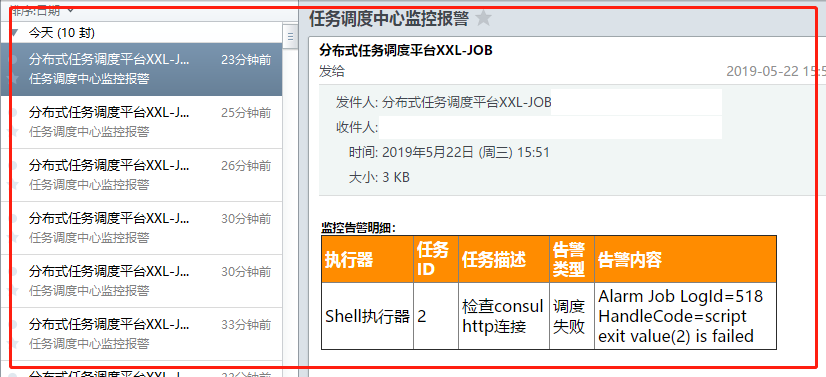 排序:日期
今天 (10 封)
分布式任务调度平台XXL-J... 23分钟前
任务调度中心监控报警
分布式任务调度平台XXL-J... 25分钟前
任务调度中心监控报警
分布式任务调度平台XXL-J... 26分钟前
任务调度中心监控报警
分布式任务调度平台XXL-J... 30分钟前
任务调度中心监控报警
分布式任务调度平台XXL-J... 30分钟前
任务调度中心监控报警
分布式任务调度平台XXL-J... 33分钟前
任务调度中心监控报警
任务调度中心监控报警
分布式任务调度平台XXL-JOB
发给 2019-05-22 15:5
发件人: 分布式任务调度平台XXL-JOB
收件人:
时间: 2019年5月22日 (周三) 15:51
大小: 3 KB
监控告警明细:
执行器 任务ID 任务描述 告警类型 告警内容
Shell执行器 2 检查consul http连接 调度失败 Alarm Job LogId=518
HandleCode=script
exit value(2) is failed